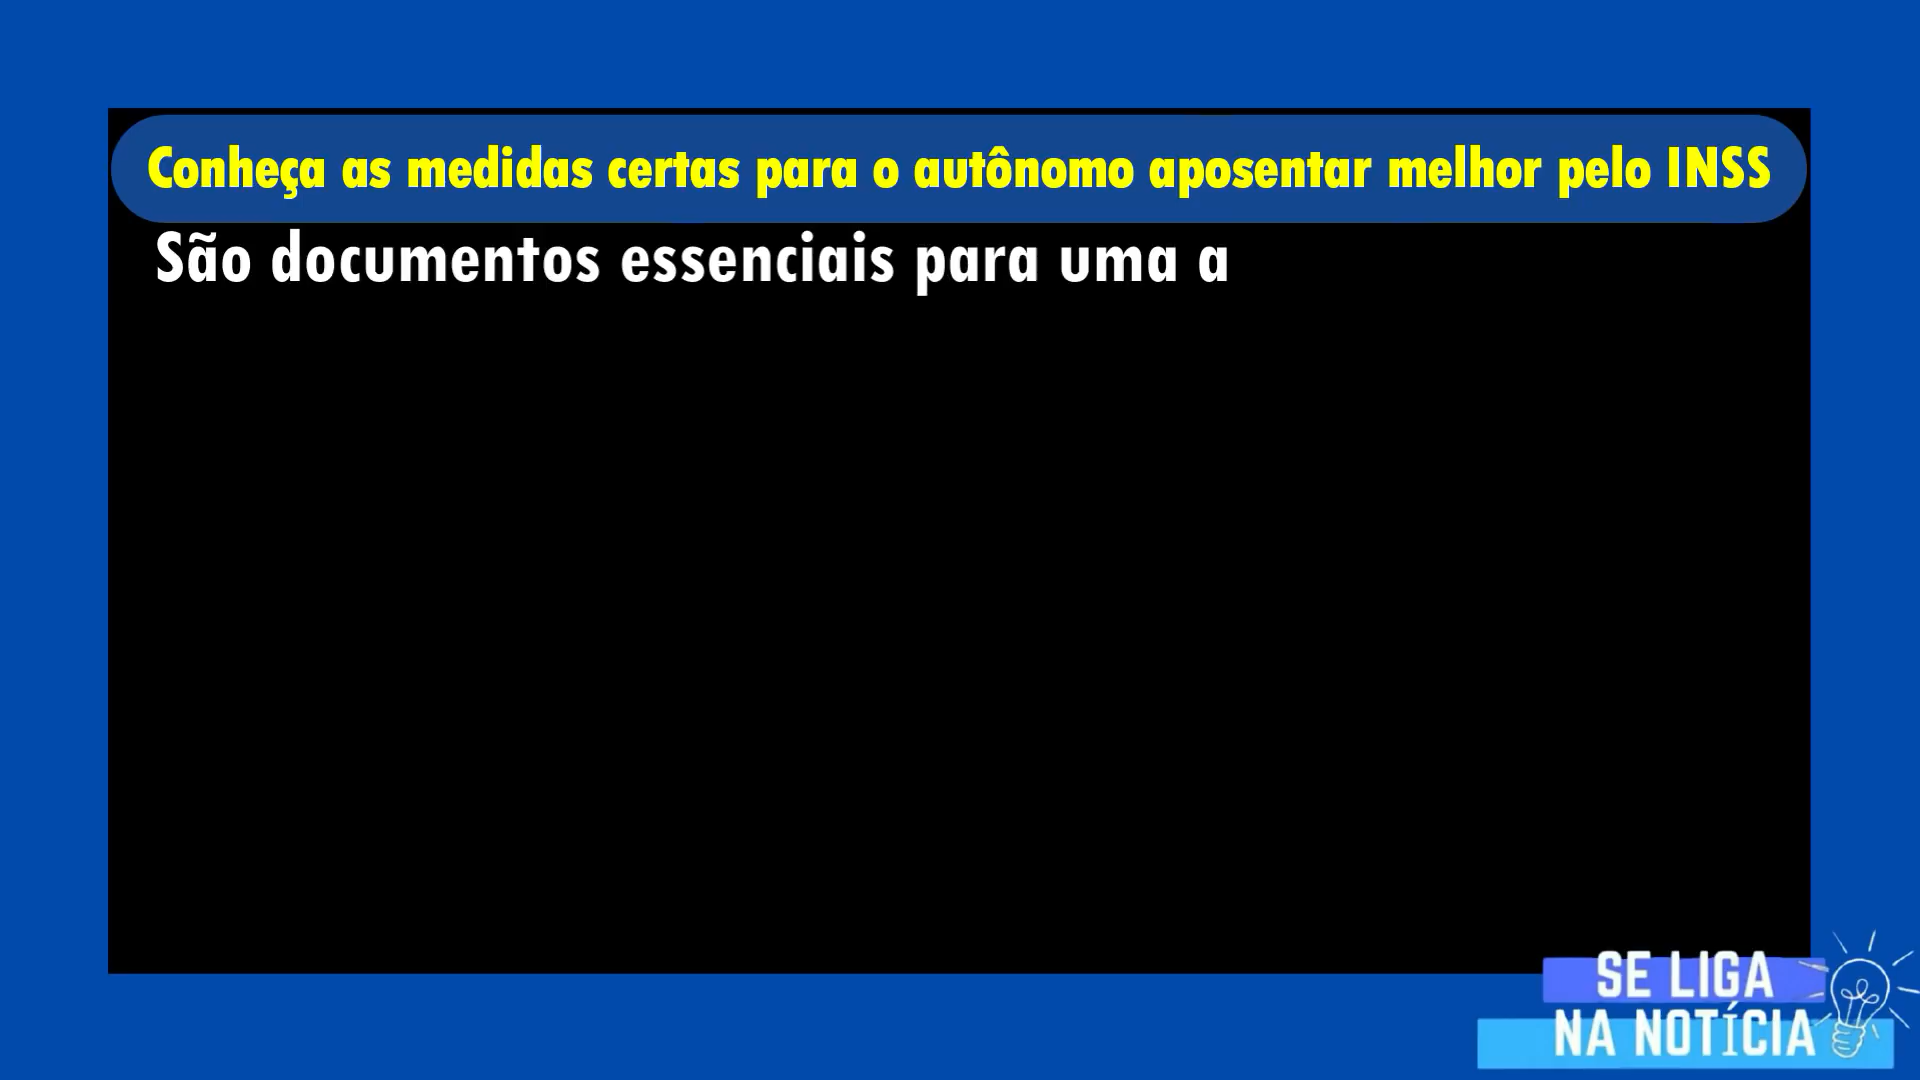 Conheça as medidas certas para o autônomo aposentar melhor pelo INSS
São documentos essenciais para uma a
SE LIGA
NA NOTÍCIA